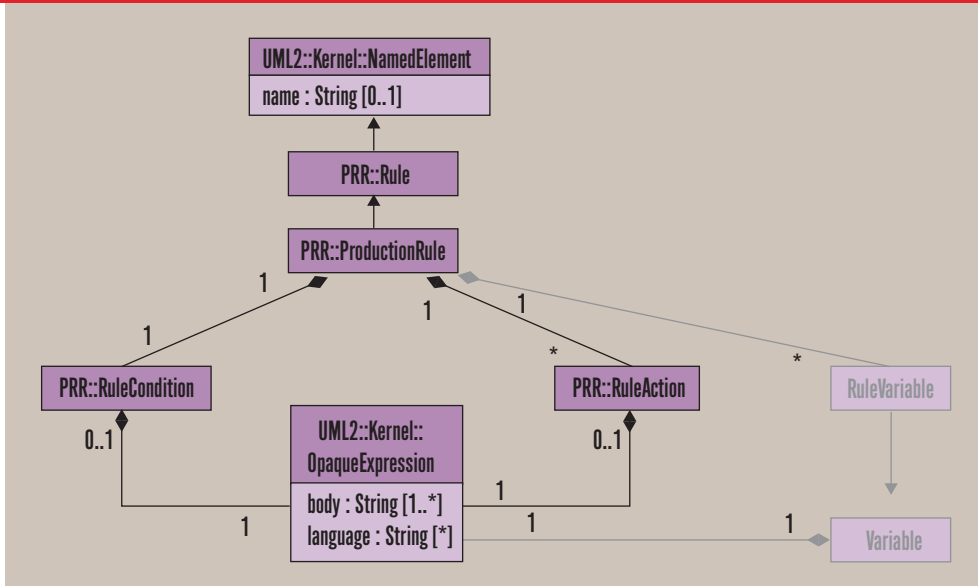 UML2::Kernel::NamedElement
name : String [0..1]
PRR::Rule
PRR::ProductionRule
1
1
1
1
*
*
PRR::RuleCondition
PRR::RuleAction
RuleVariable
0..1
0..1
UML2::Kernel::
OpaqueExpression
body : String [1..*]
language : String [*]
1
1
1
1
Variable